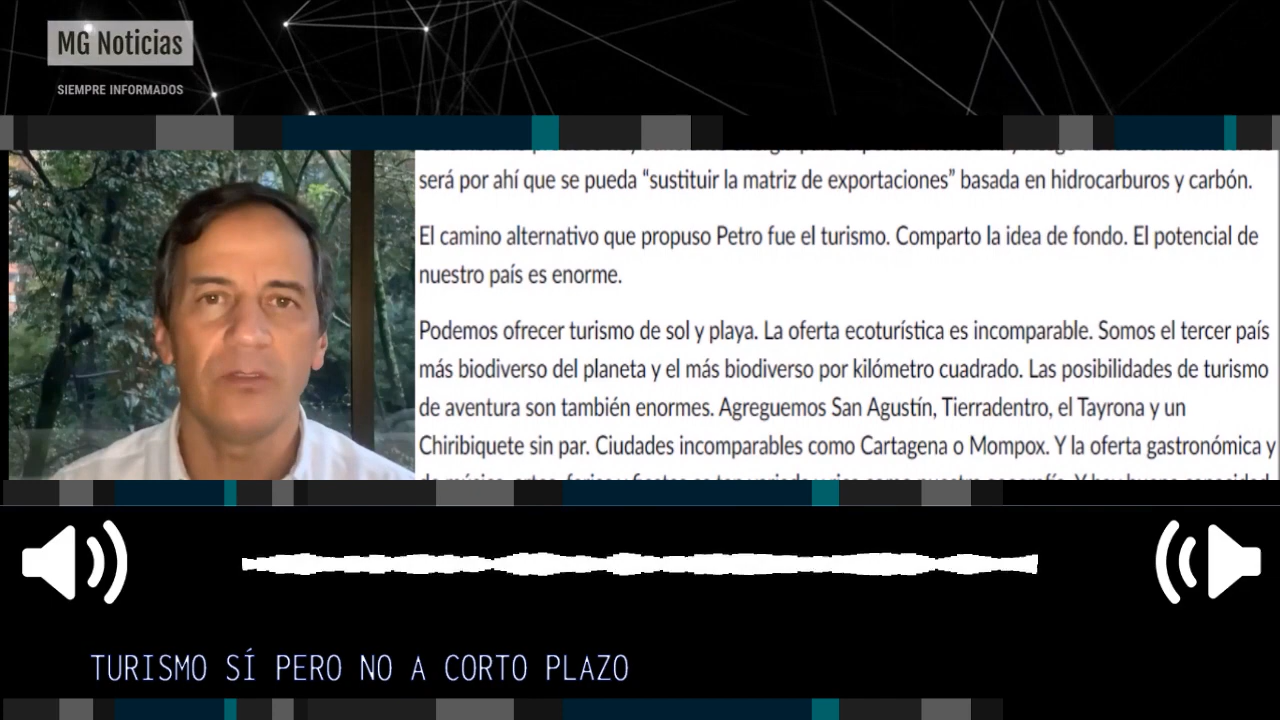 MG Noticias
SIEMPRE INFORMADOS
será por ahí que se pueda “sustituir la matriz de exportaciones” basada en hidrocarburos y carbón.
El camino alternativo que propuso Petro fue el turismo. Comparto la idea de fondo. El potencial de
nuestro país es enorme.
Podemos ofrecer turismo de sol y playa. La oferta ecoturística es incomparable. Somos el tercer país
más biodiverso del planeta y el más biodiverso por kilómetro cuadrado. Las posibilidades de turismo
de aventura son también enormes. Agreguemos San Agustín, Tierradentro, el Tayrona y un
Chiribiquete sin par. Ciudades incomparables como Cartagena o Mompox. Y la oferta gastronómica y
TURISMO SÍ PERO NO A CORTO PLAZO